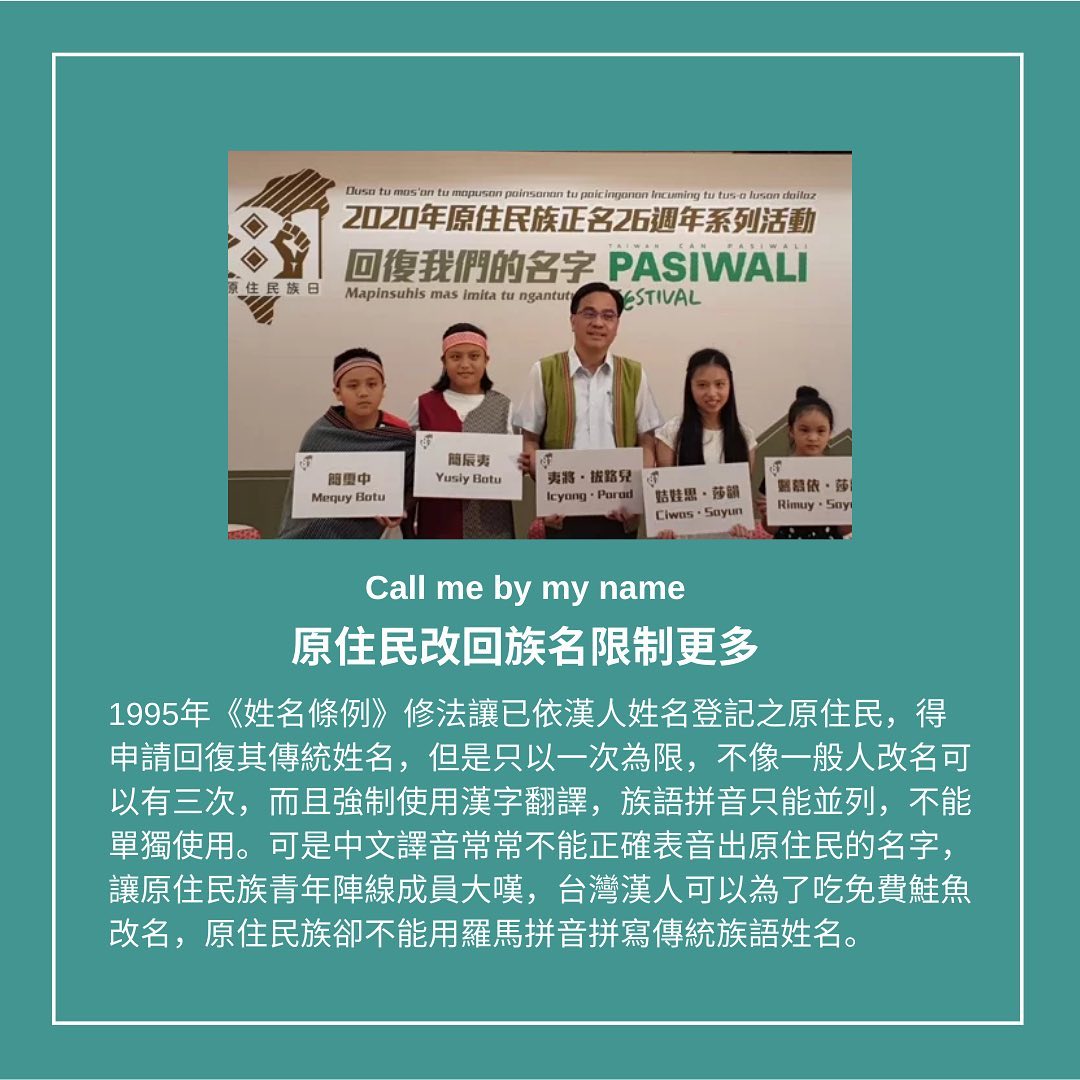 Dusa tu mas'an tu mapusan painsanan tu paicinganan Incuming tu tus-a lusan dailaz
2020年原住民族正名26週年系列活動
TAIWAN CAN PASIWALI
回復我們的名字 PASIWALI
Mapinsuhis mas imita tu ngantut
FeSTIVAL
81
原住民族日
簡璽中
Mequy Batu
簡辰夷
Yusiy Batu
夷將・拔路兒
Icyang・Parod
姞娃思・莎韻
Ciwas・Sayun
慕依・莎
Rimuy・Say
Call me by my name
原住民改回族名限制更多
1995年《姓名條例》修法讓已依漢人姓名登記之原住民，得
申請回復其傳統姓名，但是只以一次為限，不像一般人改名可
以有三次，而且強制使用漢字翻譯，族語拼音只能並列，不能
單獨使用。可是中文譯音常常不能正確表音出原住民的名字，
讓原住民族青年陣線成員大嘆，台灣漢人可以為了吃免費鮭魚
改名，原住民族卻不能用羅馬拼音拼寫傳統族語姓名。